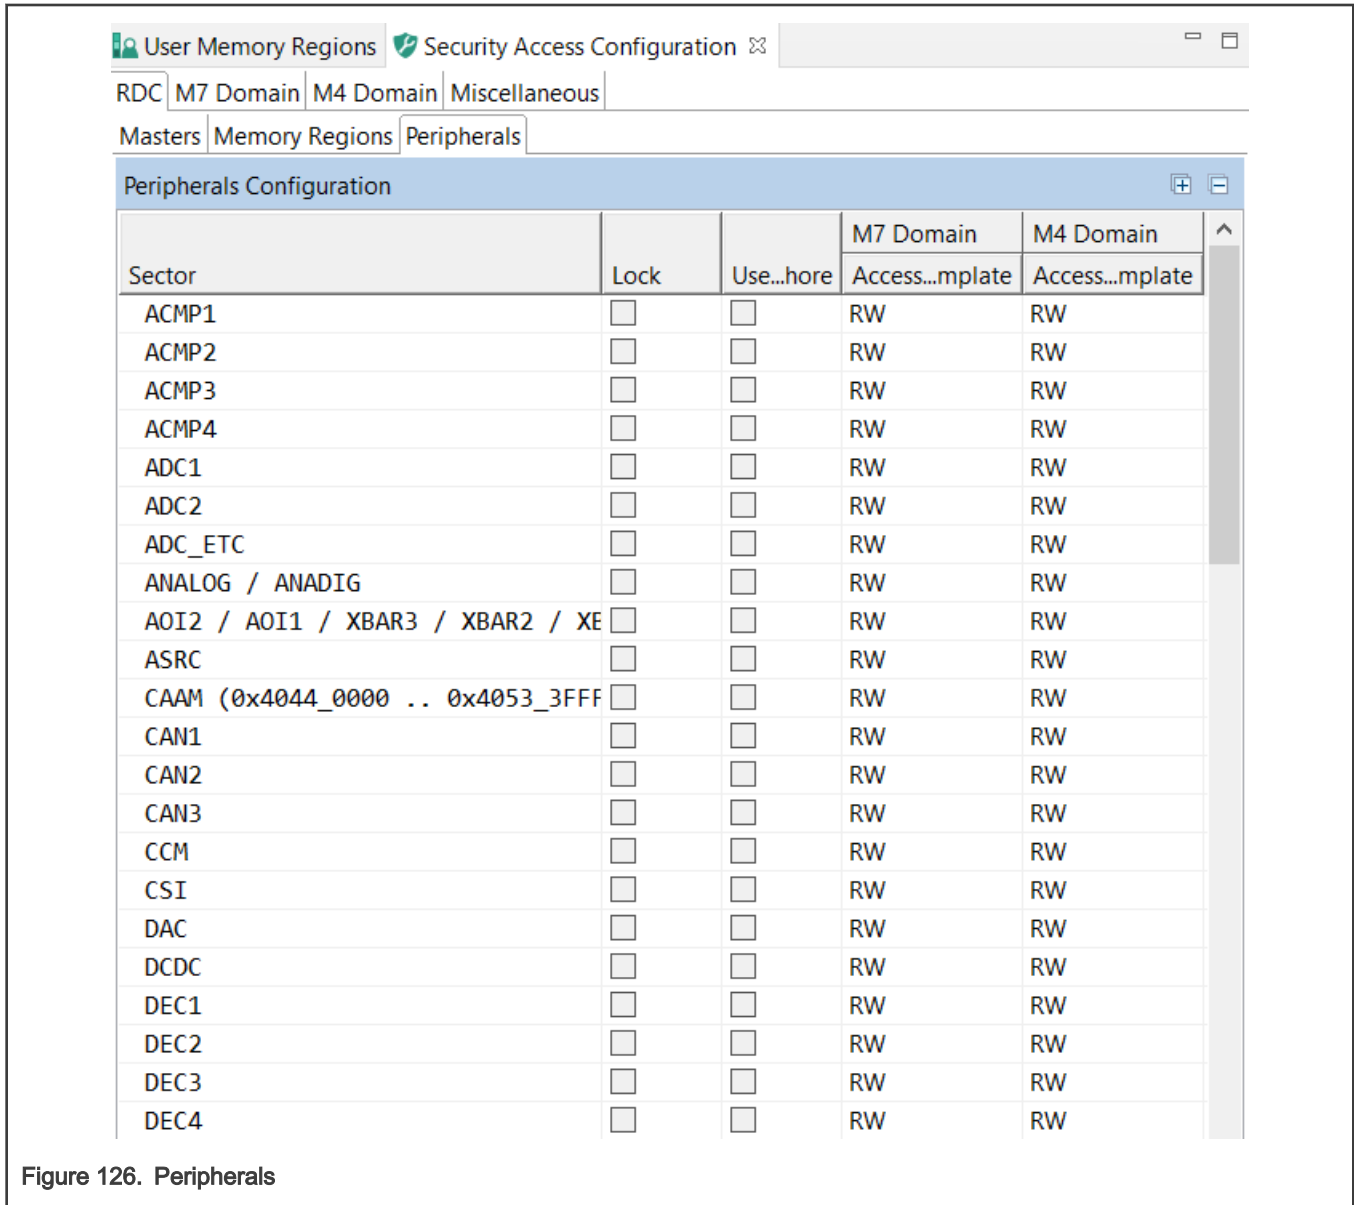 User Memory Regions Security Access Configuration
RDC M7 Domain M4 Domain Miscellaneous
Masters Memory Regions Peripherals
Peripherals Configuration
M7 Domain M4 Domain
Sector Lock Use...hore Access...mplate Access...mplate
ACMP1 RW RW
ACMP2 RW RW
ACMP3 RW RW
ACMP4 RW RW
ADC1 RW RW
ADC2 RW RW
ADC_ETC RW RW
ANALOG / ANADIG RW RW
AOI2 / AOI1 / XBAR3 / XBAR2 / XB RW RW
ASRC RW RW
CAAM (0x4044_0000 .. 0x4053_3FFF RW RW
CAN1 RW RW
CAN2 RW RW
CAN3 RW RW
CCM RW RW
CSI RW RW
DAC RW RW
DCDC RW RW
DEC1 RW RW
DEC2 RW RW
DEC3 RW RW
DEC4 RW RW
Figure 126. Peripherals